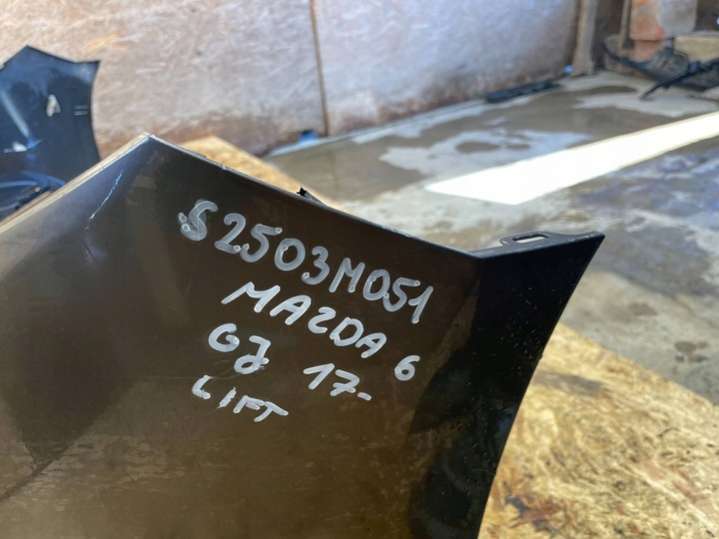 S2503M051
MAZDA 6
GJ 17-
LIFT